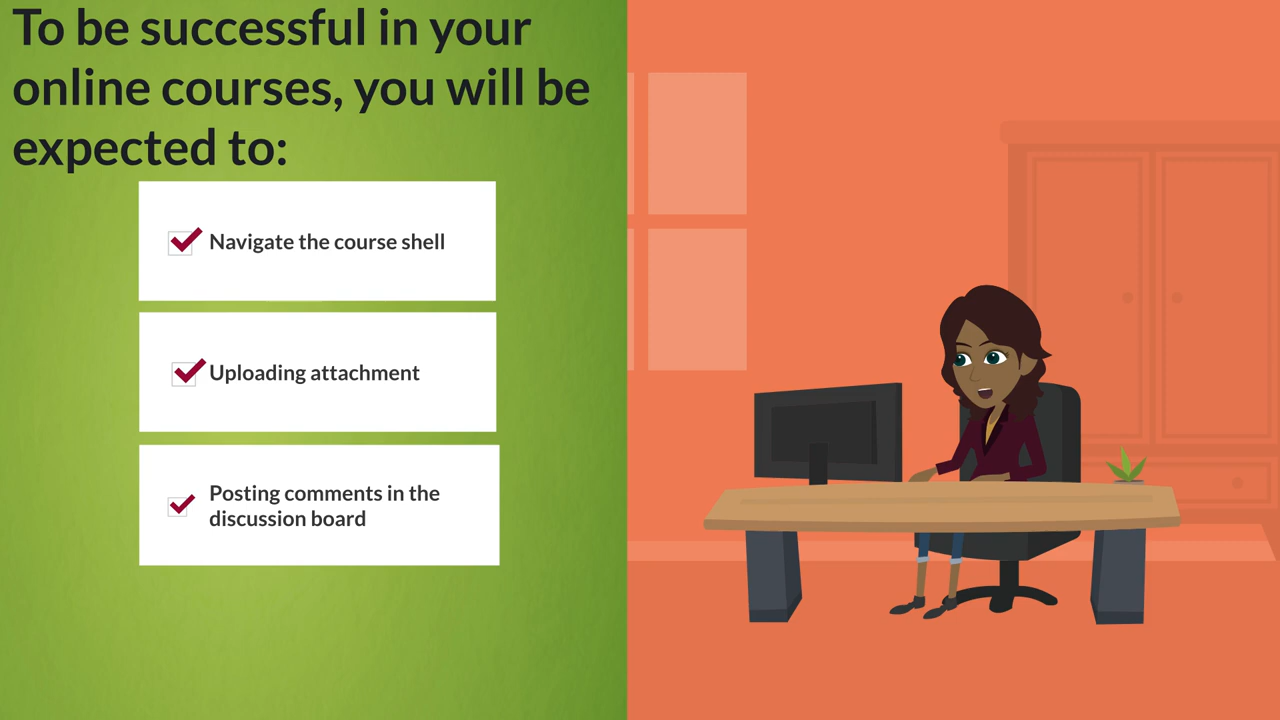 To be successful in your
online courses, you will be
expected to:
Navigate the course shell
Uploading attachment
Posting comments in the
discussion board